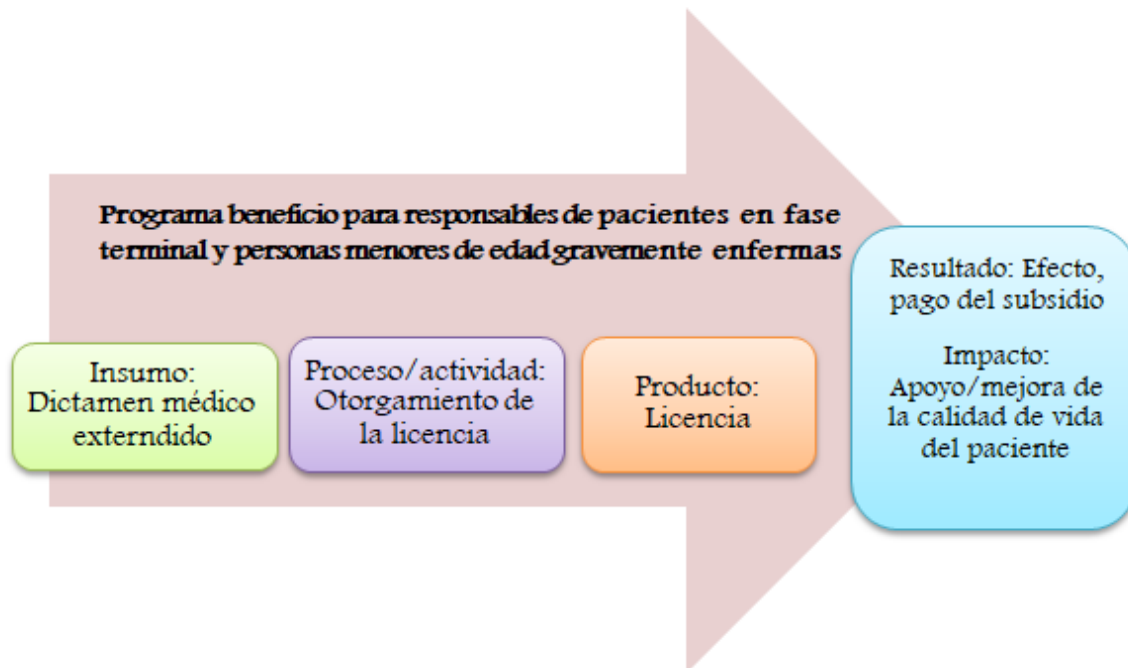 Programa beneficio para responsables de pacientes en fase
terminal y personas menores de edad gravemente enfermas
Insumo:
Dictamen médico
externdido
Proceso/actividad:
Otorgamiento de
la licencia
Producto:
Licencia
Resultado: Efecto,
pago del subsidio
Impacto:
Apoyo/mejora de
la calidad de vida
del paciente